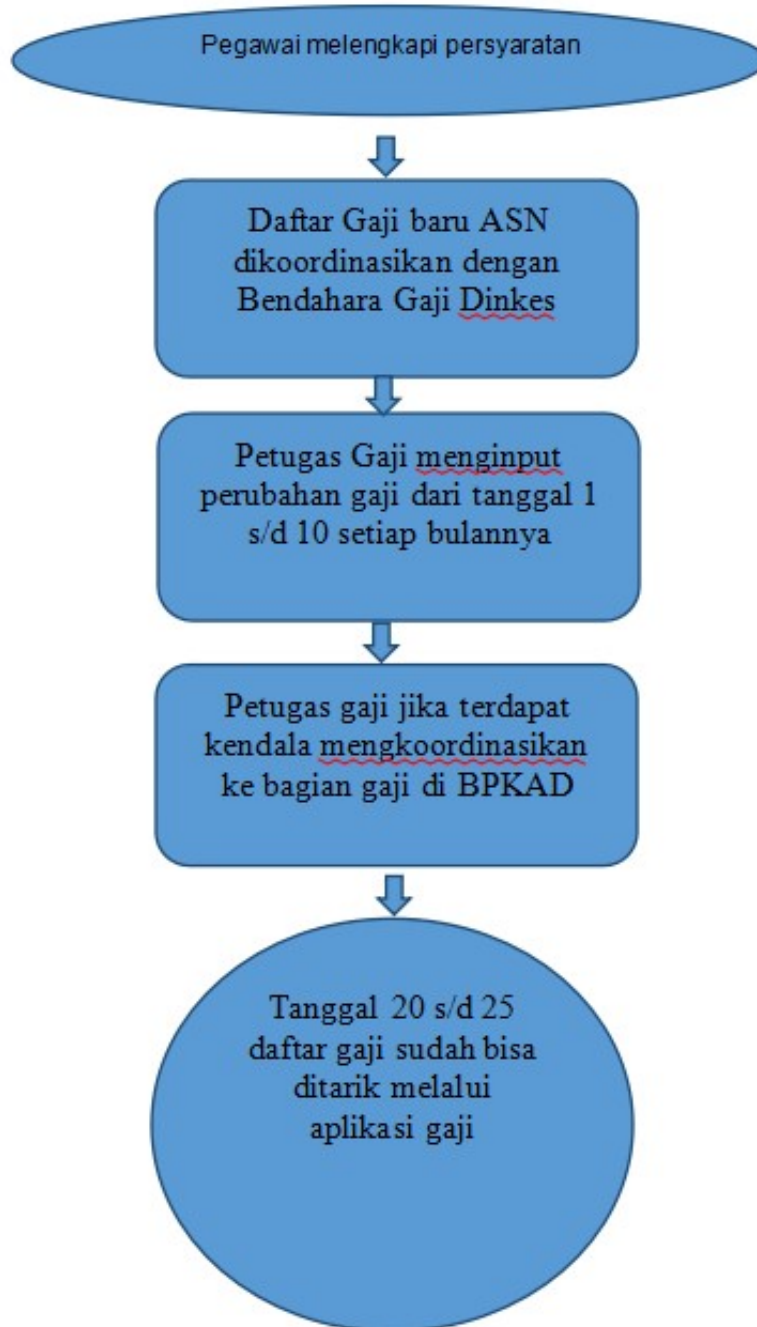 Pegawai melengkapi persyaratan
Daftar Gaji baru ASN
dikoordinasikan dengan
Bendahara Gaji Dinkes
Petugas Gaji menginput
perubahan gaji dari tanggal 1
s/d 10 setiap bulannya
Petugas gaji jika terdapat
kendala mengkoordinasikan
ke bagian gaji di BPKAD
Tanggal 20 s/d 25
daftar gaji sudah bisa
ditarik melalui
aplikasi gaji